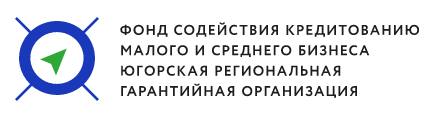 ФОНД СОДЕЙСТВИЯ КРЕДИТОВАНИЮ
МАЛОГО И СРЕДНЕГО БИЗНЕСА
ЮГОРСКАЯ РЕГИОНАЛЬНАЯ
ГАРАНТИЙНАЯ ОРГАНИЗАЦИЯ